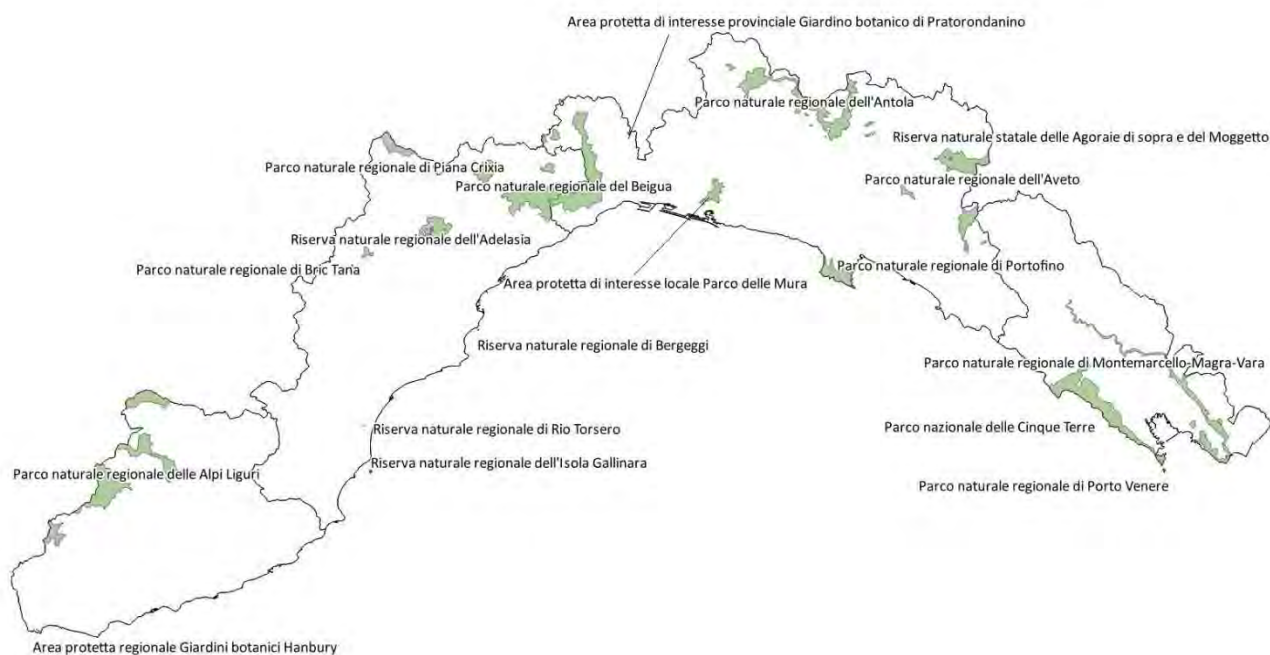 Area protetta di interesse provinciale Giardino botanico di Pratorondanino
Parco naturale regionale dell'Antola
Riserva naturale statale delle Agoraie di sopra e del Moggetto
Parco naturale regionale di Piana Crixia
Parco naturale regionale del Beigua
Parco naturale regionale dell'Aveto
Riserva naturale regionale dell'Adelasia
Parco naturale regionale di Bric Tana
Parco naturale regionale di Portofino
Area protetta di interesse locale Parco delle Mura
Riserva naturale regionale di Bergeggi
Parco naturale regionale di Montemarcello-Magra-Vara
Riserva naturale regionale di Rio Torsero
Parco nazionale delle Cinque Terre
Riserva naturale regionale dell'Isola Gallinara
Parco naturale regionale delle Alpi Liguri
Parco naturale regionale di Porto Venere
Area protetta regionale Giardini botanici Hanbury